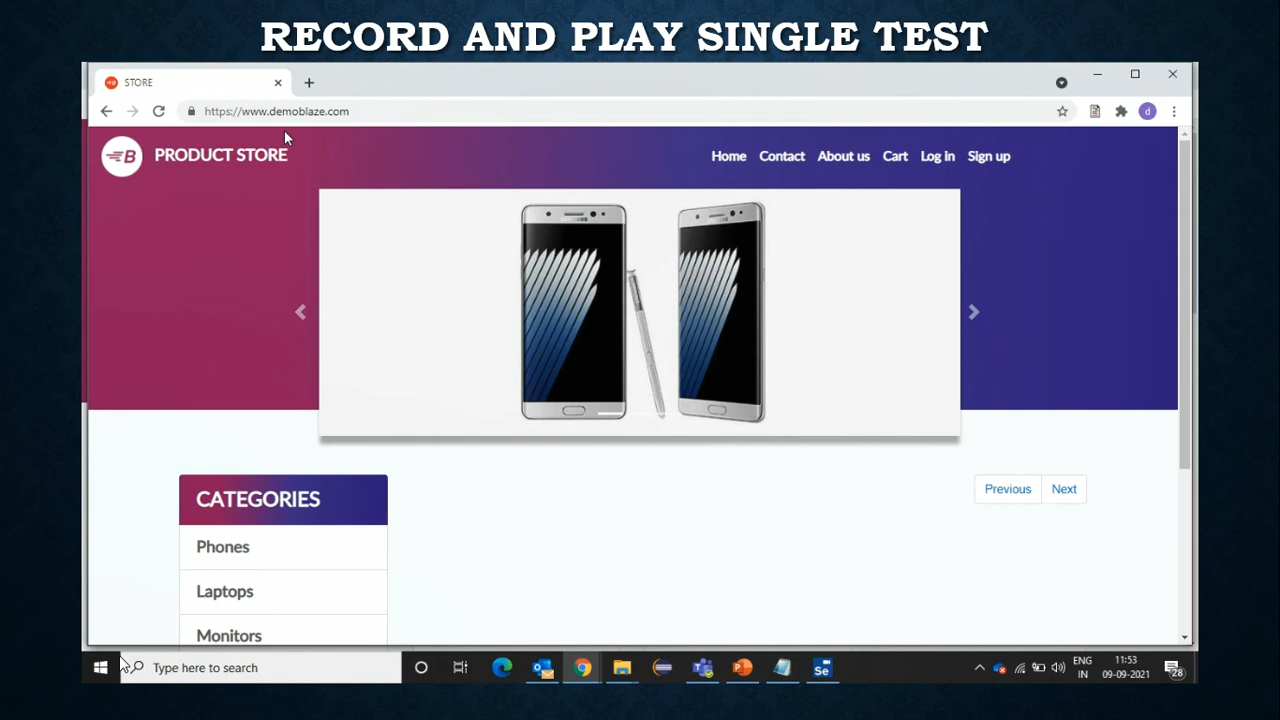 RECORD AND PLAY SINGLE TEST
STORE
https://www.demoblaze.com
d
B PRODUCT STORE
Home Contact About us Cart Log in Sign up
CATEGORIES
Previous Next
Phones
Laptops
Monitors
Type here to search
Se
ENG
IN
11:53
09-09-2021
28